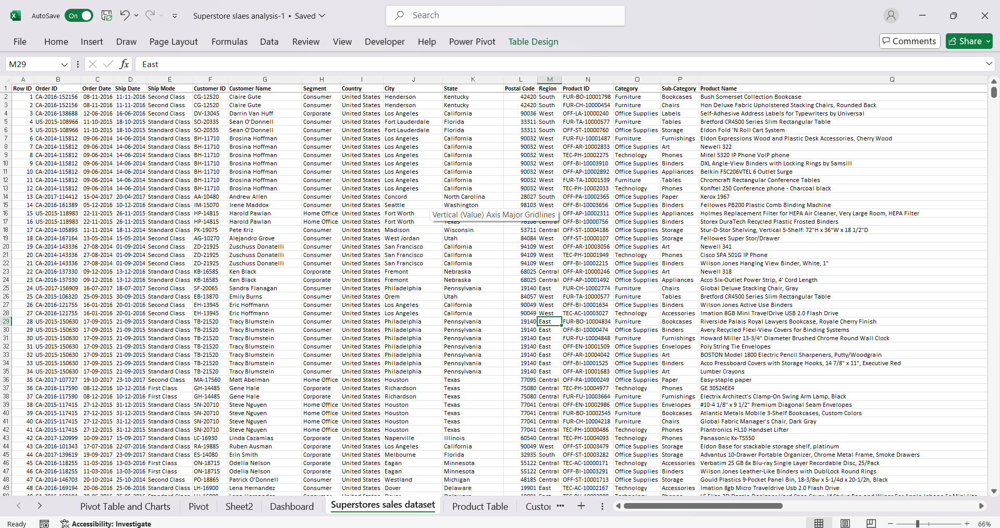 AutoSave On Superstore slaes analysis-1 • Saved Search
File Home Insert Draw Page Layout Formulas Data Review View Developer Help Power Pivot Table Design Comments Share
M29 fx East
A B C D E F G H I J K L M N O P Q
1 Row ID Order ID Order Date Ship Date Ship Mode Customer ID Customer Name Segment Country City State Postal Code Region Product ID Category Sub-Category Product Name
2 1 CA-2016-152156 08-11-2016 11-11-2016 Second Class CG-12520 Claire Gute Consumer United States Henderson Kentucky 42420 South FUR-BO-10001798 Furniture Bookcases Bush Somerset Collection Bookcase
3 2 CA-2016-152156 08-11-2016 11-11-2016 Second Class CG-12520 Claire Gute Consumer United States Henderson Kentucky 42420 South FUR-CH-10000454 Furniture Chairs Hon Deluxe Fabric Upholstered Stacking Chairs, Rounded Back
4 3 CA-2016-138688 12-06-2016 16-06-2016 Second Class DV-13045 Darrin Van Huff Corporate United States Los Angeles California 90036 West OFF-LA-10000240 Office Supplies Labels Self-Adhesive Address Labels for Typewriters by Universal
5 4 US-2015-108966 11-10-2015 18-10-2015 Standard Class SO-20335 Sean O'Donnell Consumer United States Fort Lauderdale Florida 33311 South FUR-TA-10000577 Furniture Tables Bretford CR4500 Series Slim Rectangular Table
6 5 US-2015-108966 11-10-2015 18-10-2015 Standard Class SO-20335 Sean O'Donnell Consumer United States Fort Lauderdale Florida 33311 South OFF-ST-10000760 Office Supplies Storage Eldon Fold 'N Roll Cart System
7 6 CA-2014-115812 09-06-2014 14-06-2014 Standard Class BH-11710 Brosina Hoffman Consumer United States Los Angeles California 90032 West FUR-FU-10001487 Furniture Furnishings Eldon Expressions Wood and Plastic Desk Accessories, Cherry Wood
8 7 CA-2014-115812 09-06-2014 14-06-2014 Standard Class BH-11710 Brosina Hoffman Consumer United States Los Angeles California 90032 West OFF-AR-10002833 Office Supplies Art Newell 322
9 8 CA-2014-115812 09-06-2014 14-06-2014 Standard Class BH-11710 Brosina Hoffman Consumer United States Los Angeles California 90032 West TEC-PH-10002275 Technology Phones Mitel 5320 IP Phone VoIP phone
10 9 CA-2014-115812 09-06-2014 14-06-2014 Standard Class BH-11710 Brosina Hoffman Consumer United States Los Angeles California 90032 West OFF-BI-10003910 Office Supplies Binders DXL Angle-View Binders with Locking Rings by Samsill
11 10 CA-2014-115812 09-06-2014 14-06-2014 Standard Class BH-11710 Brosina Hoffman Consumer United States Los Angeles California 90032 West OFF-AP-10002892 Office Supplies Appliances Belkin F5C206VTEL 6 Outlet Surge
12 11 CA-2014-115812 09-06-2014 14-06-2014 Standard Class BH-11710 Brosina Hoffman Consumer United States Los Angeles California 90032 West FUR-TA-10001539 Furniture Tables Chromcraft Rectangular Conference Tables
13 12 CA-2014-115812 09-06-2014 14-06-2014 Standard Class BH-11710 Brosina Hoffman Consumer United States Los Angeles California 90032 West TEC-PH-10002033 Technology Phones Konftel 250 Conference phone - Charcoal black
14 13 CA-2017-114412 15-04-2017 20-04-2017 Standard Class AA-10480 Andrew Allen Consumer United States Concord North Carolina 28027 South OFF-PA-10002365 Office Supplies Paper Xerox 1967
15 14 CA-2016-161389 05-12-2016 10-12-2016 Standard Class IM-15070 Irene Maddox Consumer United States Seattle Washington 98103 West OFF-BI-10003656 Office Supplies Binders Fellowes PB200 Plastic Comb Binding Machine
16 15 US-2015-118983 22-11-2015 26-11-2015 Standard Class HP-14815 Harold Pawlan Home Office United States Fort Worth Vertical (Value) Axis Major Gridlines OFF-AP-10002311 Office Supplies Appliances Holmes Replacement Filter for HEPA Air Cleaner, Very Large Room, HEPA Filter
17 16 US-2015-118983 22-11-2015 26-11-2015 Standard Class HP-14815 Harold Pawlan Home Office United States Fort Worth Texas 76106 Central OFF-BI-10000756 Office Supplies Binders Storex DuraTech Recycled Plastic Frosted Binders
18 17 CA-2014-105893 11-11-2014 18-11-2014 Standard Class PK-19075 Pete Kriz Consumer United States Madison Wisconsin 53711 Central OFF-ST-10004186 Office Supplies Storage Stur-D-Stor Shelving, Vertical 5-Shelf: 72"H x 36"W x 18 1/2"D
19 18 CA-2014-167164 13-05-2014 15-05-2014 Second Class AG-10270 Alejandro Grove Consumer United States West Jordan Utah 84084 West OFF-ST-10000107 Office Supplies Storage Fellowes Super Stor/Drawer
20 19 CA-2014-143336 27-08-2014 01-09-2014 Second Class ZD-21925 Zuschuss Donatelli Consumer United States San Francisco California 94109 West OFF-AR-10003056 Office Supplies Art Newell 341
21 20 CA-2014-143336 27-08-2014 01-09-2014 Second Class ZD-21925 Zuschuss Donatelli Consumer United States San Francisco California 94109 West TEC-PH-10001949 Technology Phones Cisco SPA 501G IP Phone
22 21 CA-2014-143336 27-08-2014 01-09-2014 Second Class ZD-21925 Zuschuss Donatelli Consumer United States San Francisco California 94109 West OFF-BI-10002215 Office Supplies Binders Wilson Jones Hanging View Binder, White, 1"
23 22 CA-2016-137330 09-12-2016 13-12-2016 Standard Class KB-16585 Ken Black Corporate United States Fremont Nebraska 68025 Central OFF-AR-10000246 Office Supplies Art Newell 318
24 23 CA-2016-137330 09-12-2016 13-12-2016 Standard Class KB-16585 Ken Black Corporate United States Fremont Nebraska 68025 Central OFF-AP-10001492 Office Supplies Appliances Acco Six-Outlet Power Strip, 4' Cord Length
25 24 US-2017-156909 16-07-2017 18-07-2017 Second Class SF-20065 Sandra Flanagan Consumer United States Philadelphia Pennsylvania 19140 East FUR-CH-10002774 Furniture Chairs Global Deluxe Stacking Chair, Gray
26 25 CA-2015-106320 25-09-2015 30-09-2015 Standard Class EB-13870 Emily Burns Consumer United States Orem Utah 84057 West FUR-TA-10000577 Furniture Tables Bretford CR4500 Series Slim Rectangular Table
27 26 CA-2016-121755 16-01-2016 20-01-2016 Second Class EH-13945 Eric Hoffmann Consumer United States Los Angeles California 90049 West OFF-BI-10001634 Office Supplies Binders Wilson Jones Active Use Binders
28 27 CA-2016-121755 16-01-2016 20-01-2016 Second Class EH-13945 Eric Hoffmann Consumer United States Los Angeles California 90049 West TEC-AC-10003027 Technology Accessories Imation 8GB Mini TravelDrive USB 2.0 Flash Drive
29 28 US-2015-150630 17-09-2015 21-09-2015 Standard Class TB-21520 Tracy Blumstein Consumer United States Philadelphia Pennsylvania 19140 East FUR-BO-10004834 Furniture Bookcases Riverside Palais Royal Lawyers Bookcase, Royale Cherry Finish
30 29 US-2015-150630 17-09-2015 21-09-2015 Standard Class TB-21520 Tracy Blumstein Consumer United States Philadelphia Pennsylvania 19140 East OFF-BI-10000474 Office Supplies Binders Avery Recycled Flexi-View Covers for Binding Systems
31 30 US-2015-150630 17-09-2015 21-09-2015 Standard Class TB-21520 Tracy Blumstein Consumer United States Philadelphia Pennsylvania 19140 East FUR-FU-10004848 Furniture Furnishings Howard Miller 13-3/4" Diameter Brushed Chrome Round Wall Clock
32 31 US-2015-150630 17-09-2015 21-09-2015 Standard Class TB-21520 Tracy Blumstein Consumer United States Philadelphia Pennsylvania 19140 East OFF-EN-10001509 Office Supplies Envelopes Poly String Tie Envelopes
33 32 US-2015-150630 17-09-2015 21-09-2015 Standard Class TB-21520 Tracy Blumstein Consumer United States Philadelphia Pennsylvania 19140 East OFF-AR-10004042 Office Supplies Art BOSTON Model 1800 Electric Pencil Sharpeners, Putty/Woodgrain
34 33 US-2015-150630 17-09-2015 21-09-2015 Standard Class TB-21520 Tracy Blumstein Consumer United States Philadelphia Pennsylvania 19140 East OFF-BI-10001525 Office Supplies Binders Acco Pressboard Covers with Storage Hooks, 14 7/8" x 11", Executive Red
35 34 US-2015-150630 17-09-2015 21-09-2015 Standard Class TB-21520 Tracy Blumstein Consumer United States Philadelphia Pennsylvania 19140 East OFF-AR-10001683 Office Supplies Art Lumber Crayons
36 35 CA-2017-107727 19-10-2017 23-10-2017 Second Class MA-17560 Matt Abelman Home Office United States Houston Texas 77095 Central OFF-PA-10000249 Office Supplies Paper Easy-staple paper
37 36 CA-2016-117590 08-12-2016 10-12-2016 First Class GH-14485 Gene Hale Corporate United States Richardson Texas 75080 Central TEC-PH-10004977 Technology Phones GE 30524EE4
38 37 CA-2016-117590 08-12-2016 10-12-2016 First Class GH-14485 Gene Hale Corporate United States Richardson Texas 75080 Central FUR-FU-10003664 Furniture Furnishings Electrix Architect's Clamp-On Swing Arm Lamp, Black
39 38 CA-2015-117415 27-12-2015 31-12-2015 Standard Class SN-20710 Steve Nguyen Home Office United States Houston Texas 77041 Central OFF-EN-10002986 Office Supplies Envelopes #10-4 1/8" x 9 1/2" Premium Diagonal Seam Envelopes
40 39 CA-2015-117415 27-12-2015 31-12-2015 Standard Class SN-20710 Steve Nguyen Home Office United States Houston Texas 77041 Central FUR-BO-10002545 Furniture Bookcases Atlantic Metals Mobile 3-Shelf Bookcases, Custom Colors
41 40 CA-2015-117415 27-12-2015 31-12-2015 Standard Class SN-20710 Steve Nguyen Home Office United States Houston Texas 77041 Central FUR-CH-10004218 Furniture Chairs Global Fabric Manager's Chair, Dark Gray
42 41 CA-2015-117415 27-12-2015 31-12-2015 Standard Class SN-20710 Steve Nguyen Home Office United States Houston Texas 77041 Central TEC-PH-10000486 Technology Phones Plantronics HL10 Handset Lifter
43 42 CA-2017-120999 10-09-2017 15-09-2017 Standard Class LC-16930 Linda Cazamias Corporate United States Naperville Illinois 60540 Central TEC-PH-10004093 Technology Phones Panasonic Kx-TS550
44 43 CA-2016-101343 17-07-2016 22-07-2016 Standard Class RA-19885 Ruben Ausman Corporate United States Los Angeles California 90049 West OFF-ST-10003479 Office Supplies Storage Eldon Base for stackable storage shelf, platinum
45 44 CA-2017-139619 19-09-2017 23-09-2017 Standard Class ES-14080 Erin Smith Corporate United States Melbourne Florida 32935 South OFF-ST-10003282 Office Supplies Storage Advantus 10-Drawer Portable Organizer, Chrome Metal Frame, Smoke Drawers
46 45 CA-2016-118255 11-03-2016 13-03-2016 First Class ON-18715 Odella Nelson Corporate United States Eagan Minnesota 55122 Central TEC-AC-10000171 Technology Accessories Verbatim 25 GB 6x Blu-ray Single Layer Recordable Disc, 25/Pack
47 46 CA-2016-118255 11-03-2016 13-03-2016 First Class ON-18715 Odella Nelson Corporate United States Eagan Minnesota 55122 Central OFF-BI-10003291 Office Supplies Binders Wilson Jones Leather-Like Binders with DublLock Round Rings
48 47 CA-2014-146703 20-10-2014 25-10-2014 Second Class PO-18865 Patrick O'Donnell Consumer United States Westland Michigan 48185 Central OFF-ST-10001713 Office Supplies Storage Gould Plastics 9-Pocket Panel Bin, 18-3/8w x 5-1/4d x 20-1/2h, Black
49 48 CA-2016-169194 20-06-2016 25-06-2016 Standard Class LH-16900 Lena Hernandez Consumer United States Dover Delaware 19901 East TEC-AC-10002167 Technology Accessories Imation 8gb Micro Traveldrive Usb 2.0 Flash Drive
Pivot Table and Charts Pivot Sheet2 Dashboard Superstores sales dataset Product Table Custo
Ready Accessibility: Investigate 66%